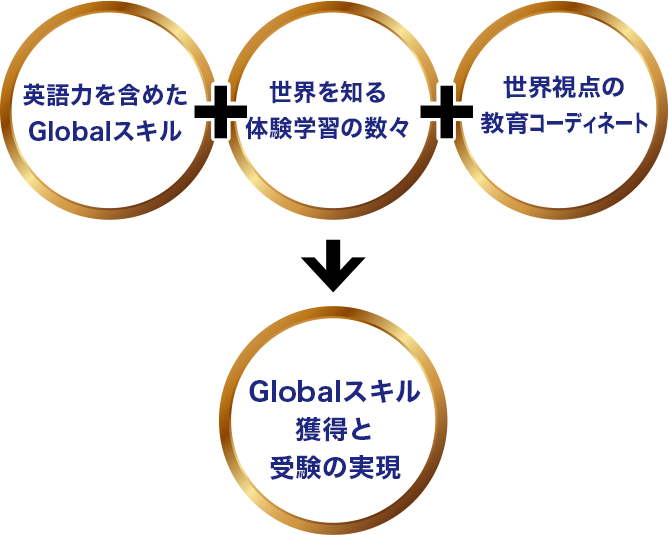 英語力を含めた
Globalスキル
世界を知る
体験学習の数々
世界視点の
教育コーディネート
Globalスキル
獲得と
受験の実現